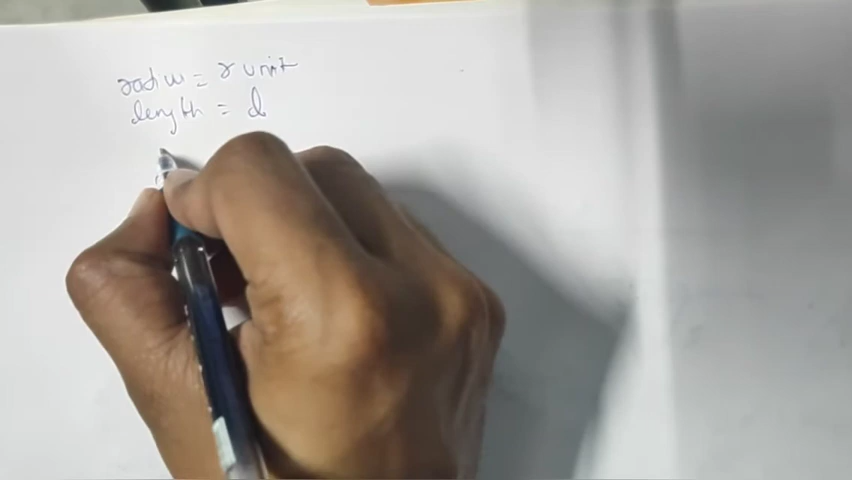 radius = r unit
length = d